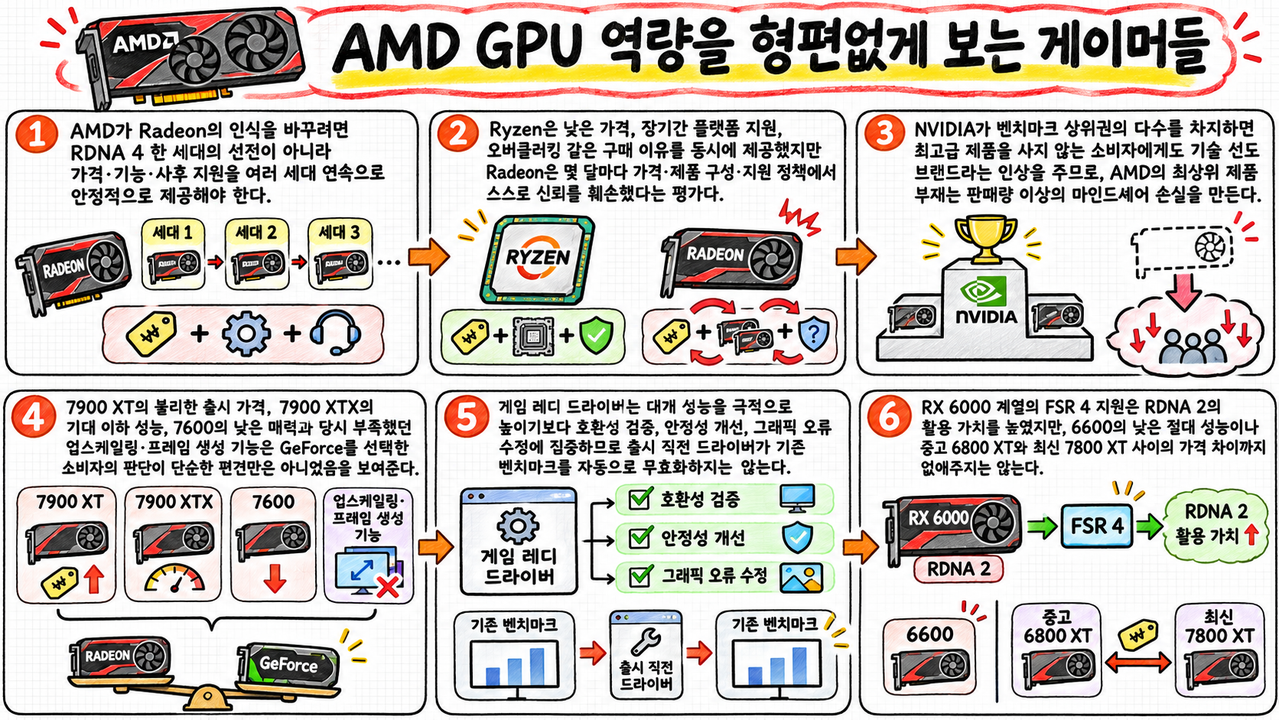 AMD
AMD GPU 역량을 형편없게 보는 게이머들
1
AMD가 Radeon의 인식을 바꾸려면
RDNA 4 한 세대의 선전이 아니라
가격·기능·사후 지원을 여러 세대 연속으로
안정적으로 제공해야 한다.
RADEON
세대 1
세대 2
세대 3
RADEON
RADEON
RADEON
...
₩ + +
2
Ryzen은 낮은 가격, 장기간 플랫폼 지원,
오버클러킹 같은 구매 이유를 동시에 제공했지만
Radeon은 몇 달마다 가격·제품 구성·지원 정책에서
스스로 신뢰를 훼손했다는 평가다.
RYZEN
RADEON
₩ + +
₩ + + ?
3
NVIDIA가 벤치마크 상위권의 다수를 차지하면
최고급 제품을 사지 않는 소비자에게도 기술 선도
브랜드라는 인상을 주므로, AMD의 최상위 제품
부재는 판매량 이상의 마인드셰어 손실을 만든다.
nVIDIA
4
7900 XT의 불리한 출시 가격, 7900 XTX의
기대 이하 성능, 7600의 낮은 매력과 당시 부족했던
업스케일링·프레임 생성 기능은 GeForce를 선택한
소비자의 판단이 단순한 편견만은 아니었음을 보여준다.
7900 XT
₩
7900 XTX
7600
업스케일링·
프레임 생성
기능
RADEON
GeForce
5
게임 레디 드라이버는 대개 성능을 극적으로
높이기보다 호환성 검증, 안정성 개선, 그래픽 오류
수정에 집중하므로 출시 직전 드라이버가 기존
벤치마크를 자동으로 무효화하지는 않는다.
게임 레디
드라이버
호환성 검증
안정성 개선
그래픽 오류 수정
기존 벤치마크
출시 직전
드라이버
기존 벤치마크
6
RX 6000 계열의 FSR 4 지원은 RDNA 2의
활용 가치를 높였지만, 6600의 낮은 절대 성능이나
중고 6800 XT와 최신 7800 XT 사이의 가격 차이까지
없애주지는 않는다.
RX 6000
RDNA 2
FSR 4
RDNA 2
활용 가치
6600
중고
6800 XT
₩
최신
7800 XT